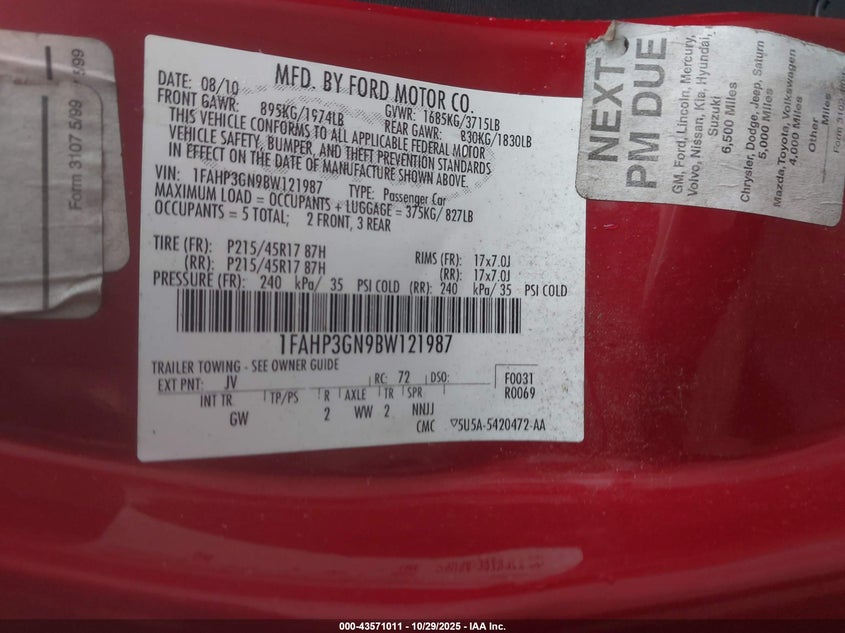 MFD. BY FORD MOTOR CO.
DATE: 08/10
GVWR: 1685KG/3715LB
FRONT GAWR: 895KG/1974LB
REAR GAWR: 830KG/1830LB
THIS VEHICLE CONFORMS TO ALL APPLICABLE FEDERAL MOTOR
VEHICLE SAFETY, BUMPER, AND THEFT PREVENTION STANDARDS
IN EFFECT ON THE DATE OF MANUFACTURE SHOWN ABOVE.
VIN: 1FAHP3GN9BW121987
TYPE: Passenger Car
MAXIMUM LOAD = OCCUPANTS + LUGGAGE = 375KG/ 827LB
OCCUPANTS = 5 TOTAL; 2 FRONT, 3 REAR
TIRE (FR): P215/45R17 87H RIMS (FR): 17x7.0J
(RR): P215/45R17 87H (RR): 17x7.0J
PRESSURE (FR): 240 kPa/ 35 PSI COLD (RR): 240 kPa/ 35 PSI COLD
1FAHP3GN9BW121987
TRAILER TOWING - SEE OWNER GUIDE
EXT PNT: JV RC: 72 DSO: F0031
R0069
INT TR TP/PS R AXLE TR SPR
GW 2 WW 2 NNJJ
CMC ▽5U5A-5420472-AA
Form 3107 5/99
5/99
NEXT
PM DUE
GM, Ford, Lincoln, Mercury,
Volvo, Nissan, Kia, Hyundai,
Suzuki
6,500 Miles
Chrysler, Dodge, Jeep, Saturn
5,000 Miles
Mazda, Toyota, Volkswagen
4,000 Miles
Other
Miles
000-43571011 - 10/29/2025 - IAA Inc.